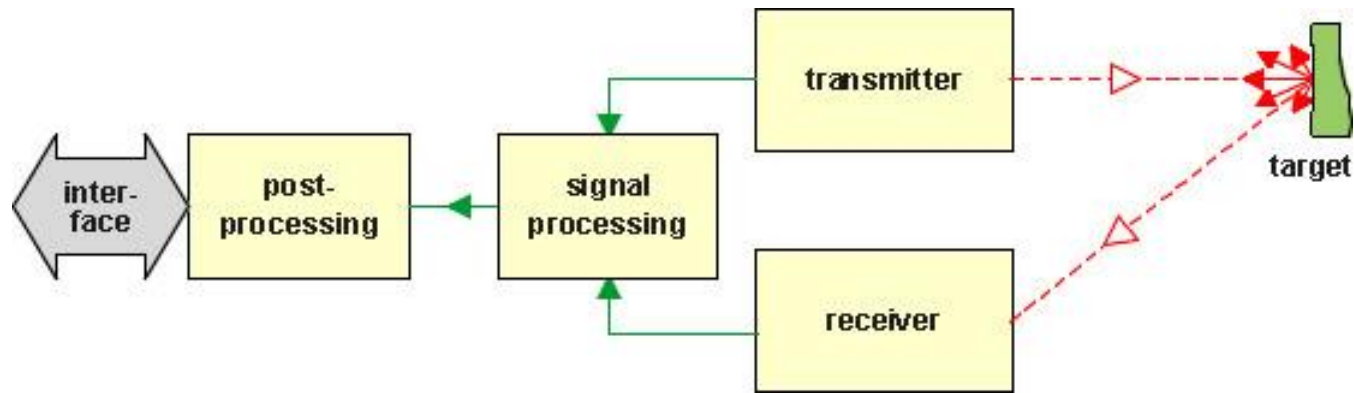 inter-
face
post-
processing
signal
processing
transmitter
receiver
target